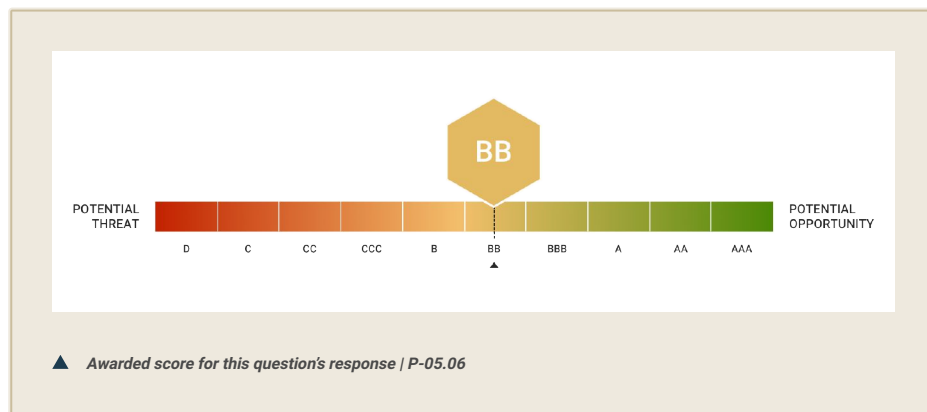 BB
POTENTIAL
THREAT
POTENTIAL
OPPORTUNITY
D C CC CCC B BB BBB A AA AAA
Awarded score for this question's response | P-05.06